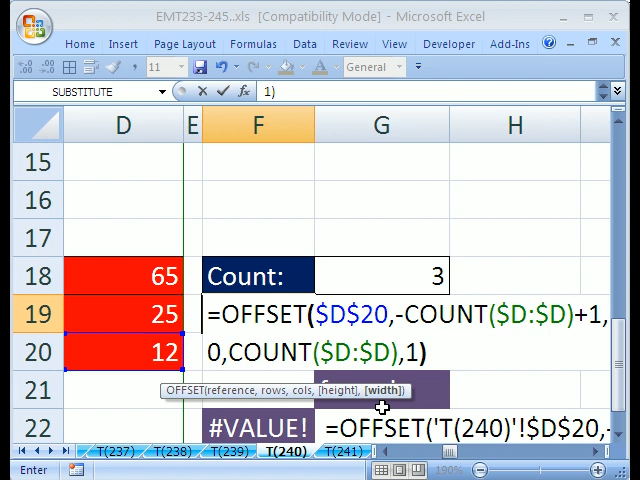 EMT233-245..xls [Compatibility Mode] - Microsoft Excel
Home Insert Page Layout Formulas Data Review View Developer Add-Ins
11 General
SUBSTITUTE 1)
D E F G H
15
16
17
18 65 Count: 3
19 25 =OFFSET($D$20,-COUNT($D:$D)+1,
20 12 0,COUNT($D:$D),1)
OFFSET(reference, rows, cols, [height], [width])
21
22 #VALUE! =OFFSET('T(240)'!$D$20,-
T(237) T(238) T(239) T(240) T(241)
Enter 190%